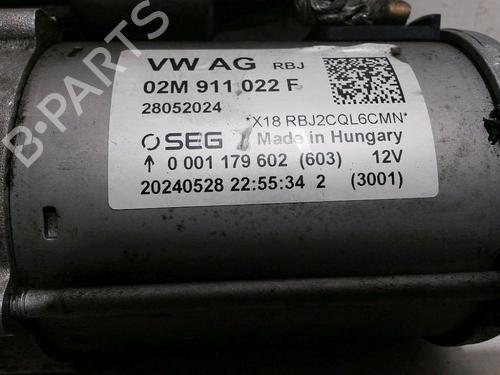 VW AG RBJ
02M 911 022 F
28052024
*X18 RBJ2CQL6CMN*
SEG Made in Hungary
↑ 0 001 179 602 (603) 12V
20240528 22:55:34 2 (3001)
B-PARTS